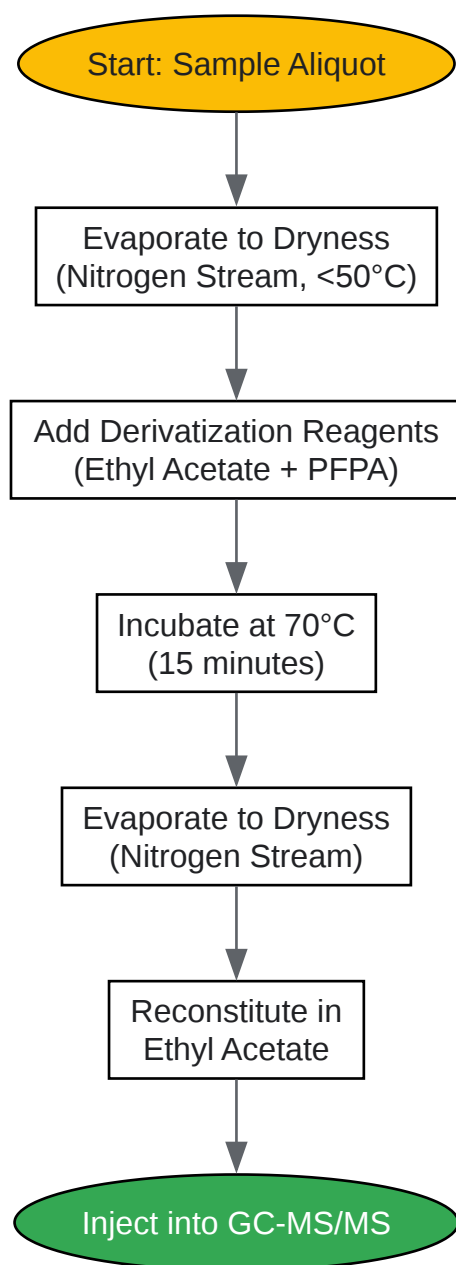 Start: Sample Aliquot
Evaporate to Dryness
(Nitrogen Stream, <50°C)
Add Derivatization Reagents
(Ethyl Acetate + PFPA)
Incubate at 70°C
(15 minutes)
Evaporate to Dryness
(Nitrogen Stream)
Reconstitute in
Ethyl Acetate
Inject into GC-MS/MS